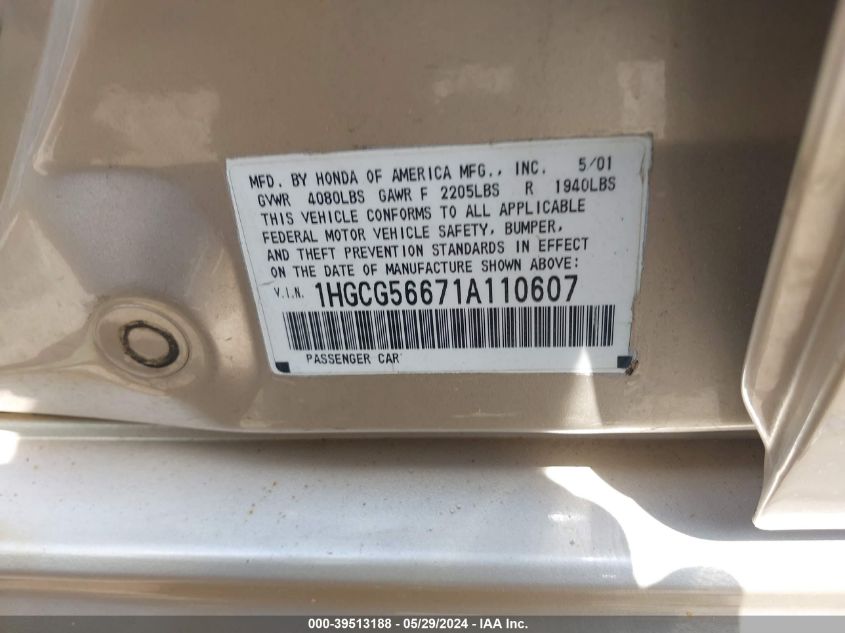 MFD. BY HONDA OF AMERICA MFG., INC. 5/01
GVWR 4080LBS GAWR F 2205LBS R 1940LBS
THIS VEHICLE CONFORMS TO ALL APPLICABLE
FEDERAL MOTOR VEHICLE SAFETY, BUMPER,
AND THEFT PREVENTION STANDARDS IN EFFECT
ON THE DATE OF MANUFACTURE SHOWN ABOVE:
V.I.N. 1HGCG56671A110607
PASSENGER CAR
000-39513188 - 05/29/2024 - IAA Inc.